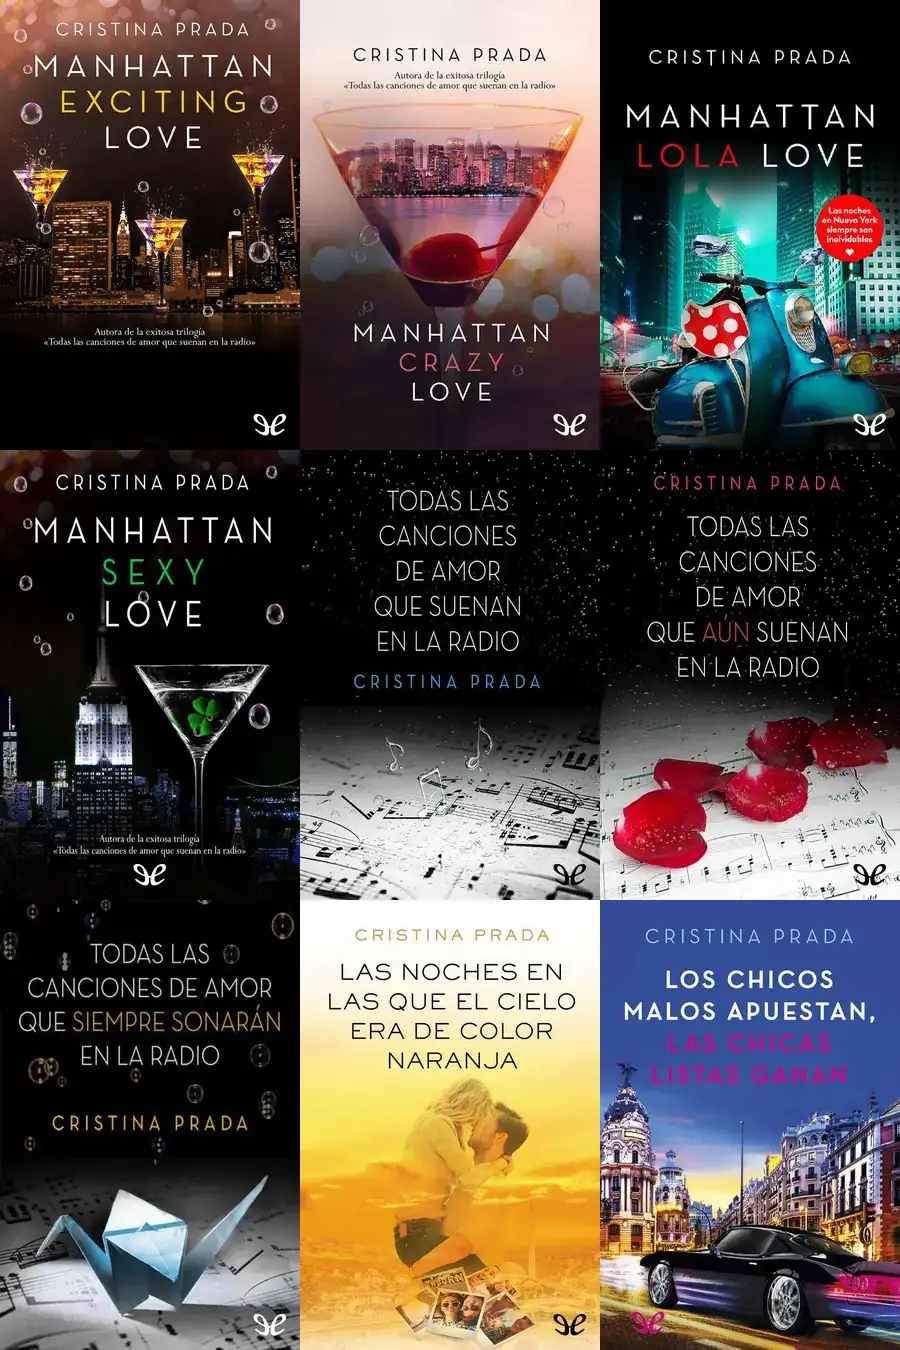 CRISTINA PRADA
MANHATTAN
EXCITING
LOVE
Autora de la exitosa trilogía
«Todas las canciones de amor que suenan en la radio»
CRISTINA PRADA
Autora de la exitosa trilogía
«Todas las canciones de amor que suenan en la radio»
MANHATTAN
CRAZY
LOVE
CRISTINA PRADA
MANHATTAN
LOLA LOVE
Las noches
en Nueva York
siempre son
inolvidables
CRISTINA PRADA
MANHATTAN
SEXY
LOVE
Autora de la exitosa trilogía
«Todas las canciones de amor que suenan en la radio»
TODAS LAS
CANCIONES
DE AMOR
QUE SUENAN
EN LA RADIO
CRISTINA PRADA
CRISTINA PRADA
TODAS LAS
CANCIONES
DE AMOR
QUE AÚN SUENAN
EN LA RADIO
TODAS LAS
CANCIONES DE AMOR
QUE SIEMPRE SONARÁN
EN LA RADIO
CRISTINA PRADA
CRISTINA PRADA
LAS NOCHES EN
LAS QUE EL CIELO
ERA DE COLOR
NARANJA
CRISTINA PRADA
LOS CHICOS
MALOS APUESTAN,
LAS CHICAS
LISTAS GANAN